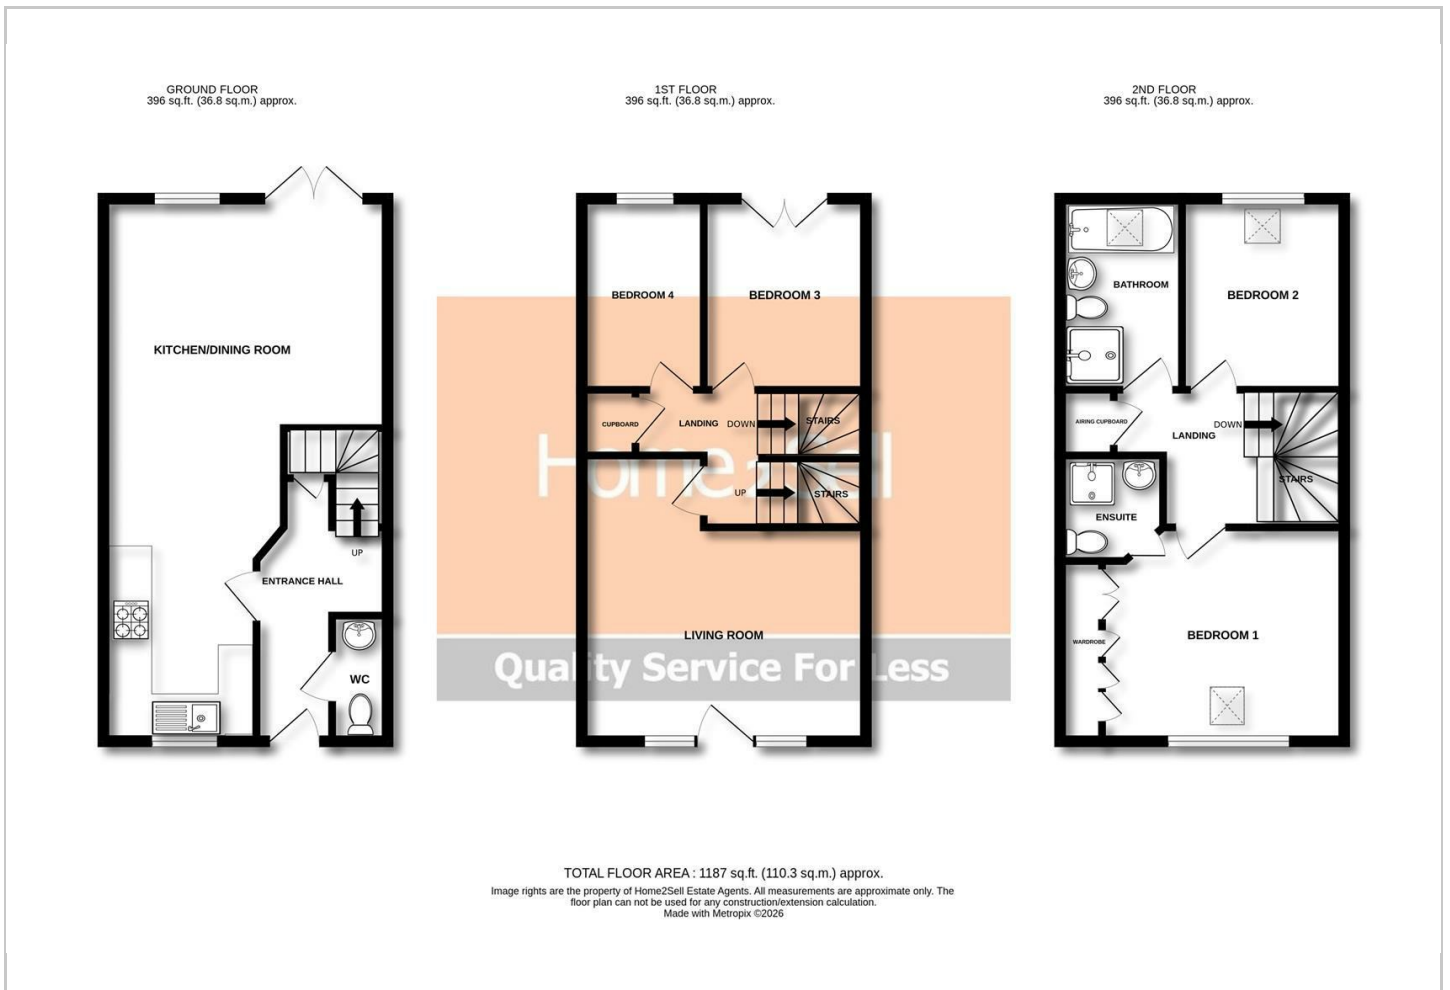 GROUND FLOOR
396 sq.ft. (36.8 sq.m.) approx.
1ST FLOOR
396 sq.ft. (36.8 sq.m.) approx.
2ND FLOOR
396 sq.ft. (36.8 sq.m.) approx.
KITCHEN/DINING ROOM
UP
ENTRANCE HALL
WC
BEDROOM 4
BEDROOM 3
CUPBOARD
LANDING
DOWN
STAIRS
UP
STAIRS
LIVING ROOM
Home2Sell
Quality Service For Less
BATHROOM
BEDROOM 2
AIRING CUPBOARD
LANDING
DOWN
STAIRS
ENSUITE
WARDROBE
BEDROOM 1
TOTAL FLOOR AREA : 1187 sq.ft. (110.3 sq.m.) approx.
Image rights are the property of Home2Sell Estate Agents. All measurements are approximate only. The
floor plan can not be used for any construction/extension calculation.
Made with Metropix ©2026